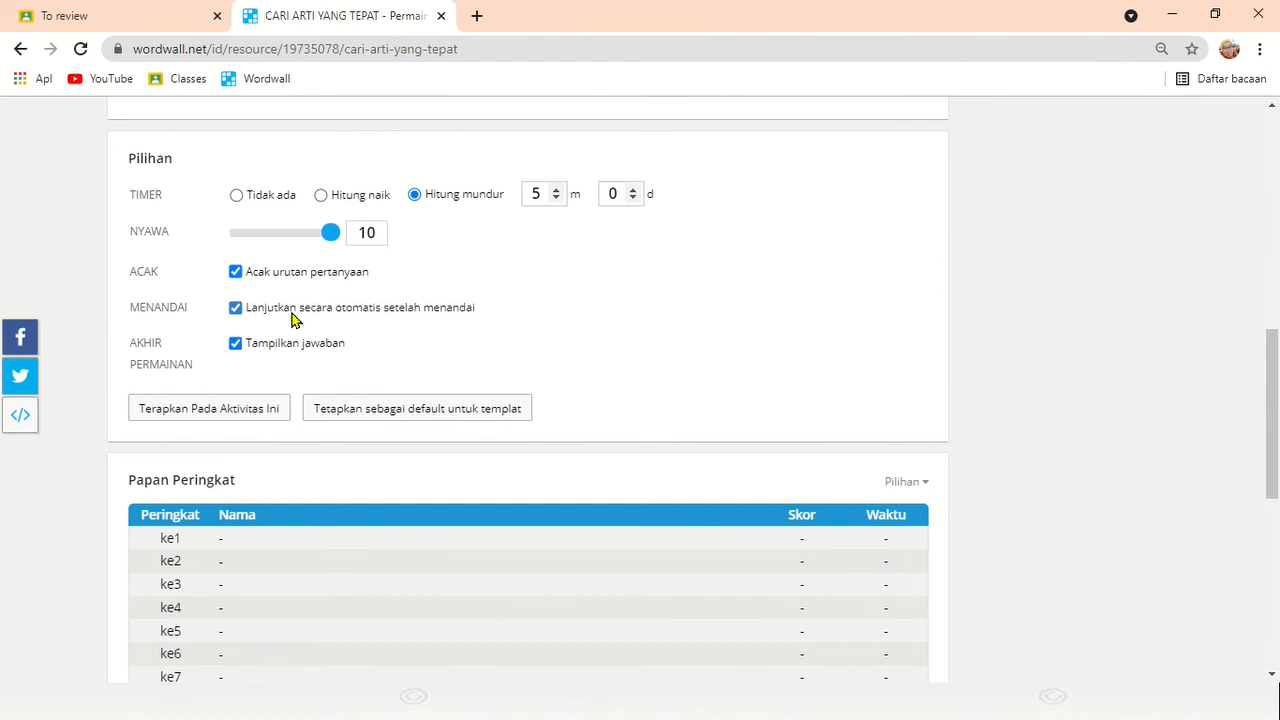 To review
CARI ARTI YANG TEPAT - Permain
wordwall.net/id/resource/19735078/cari-arti-yang-tepat
Apl YouTube Classes Wordwall Daftar bacaan
Pilihan
TIMER Tidak ada Hitung naik Hitung mundur 5 m 0 d
NYAWA 10
ACAK Acak urutan pertanyaan
MENANDAI Lanjutkan secara otomatis setelah menandai
AKHIR PERMAINAN Tampilkan jawaban
Terapkan Pada Aktivitas Ini Tetapkan sebagai default untuk templat
Papan Peringkat Pilihan
Peringkat Nama Skor Waktu
ke1 - - -
ke2 - - -
ke3 - - -
ke4 - - -
ke5 - - -
ke6 - - -
ke7 - - -